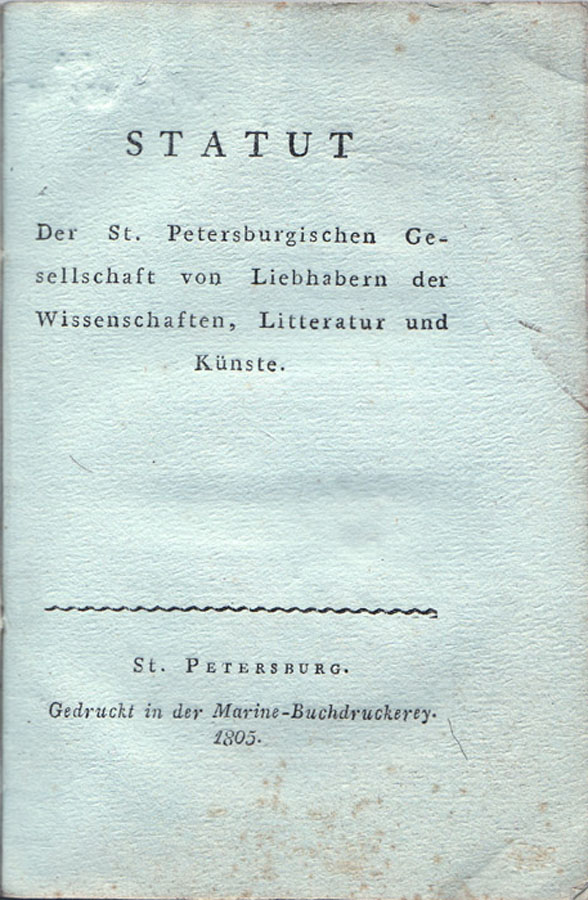 STATUT
Der St. Petersburgischen Ge-
sellschaft von Liebhabern der
Wissenschaften, Litteratur und
Künste.
St. PETERSBURG.
Gedruckt in der Marine-Buchdruckerey.
1805.